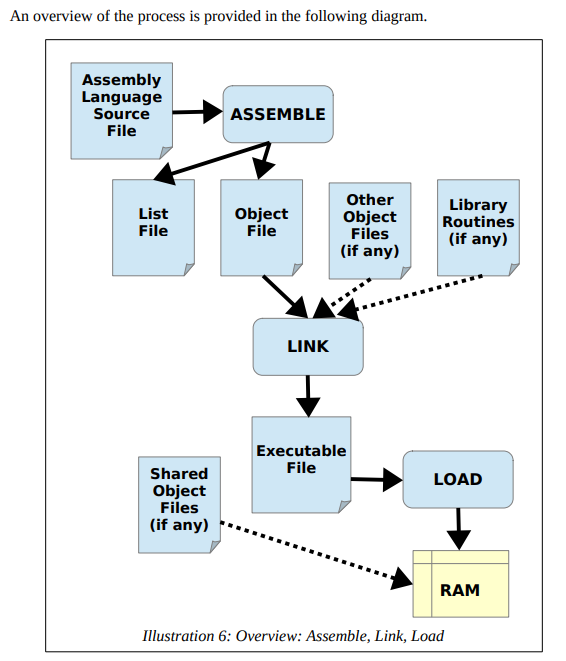 An overview of the process is provided in the following diagram.
Assembly
Language
Source
File
ASSEMBLE
List
File
Object
File
Other
Object
Files
(if any)
Library
Routines
(if any)
LINK
Executable
File
LOAD
Shared
Object
Files
(if any)
RAM
Illustration 6: Overview: Assemble, Link, Load